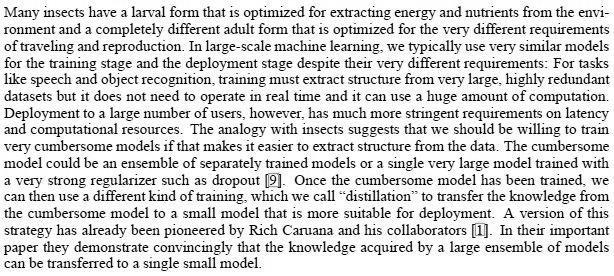 Many insects have a larval form that is optimized for extracting energy and nutrients from the envi-
ronment and a completely different adult form that is optimized for the very different requirements
of traveling and reproduction. In large-scale machine learning, we typically use very similar models
for the training stage and the deployment stage despite their very different requirements: For tasks
like speech and object recognition, training must extract structure from very large, highly redundant
datasets but it does not need to operate in real time and it can use a huge amount of computation.
Deployment to a large number of users, however, has much more stringent requirements on latency
and computational resources. The analogy with insects suggests that we should be willing to train
very cumbersome models if that makes it easier to extract structure from the data. The cumbersome
model could be an ensemble of separately trained models or a single very large model trained with
a very strong regularizer such as dropout [9]. Once the cumbersome model has been trained, we
can then use a different kind of training, which we call “distillation” to transfer the knowledge from
the cumbersome model to a small model that is more suitable for deployment. A version of this
strategy has already been pioneered by Rich Caruana and his collaborators [1]. In their important
paper they demonstrate convincingly that the knowledge acquired by a large ensemble of models
can be transferred to a single small model.